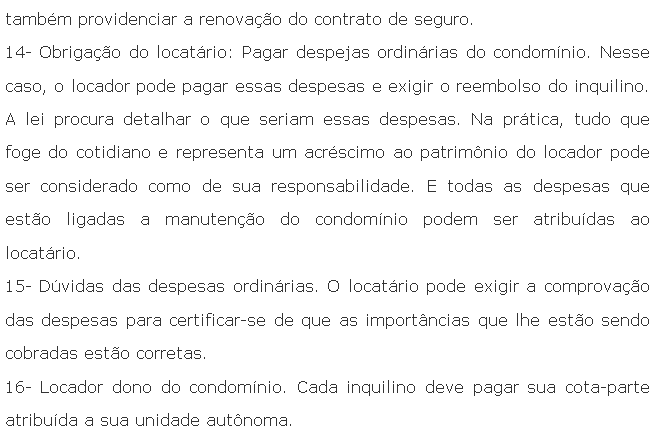 também providenciar a renovação do contrato de seguro.
14- Obrigação do locatário: Pagar despejas ordinárias do condomínio. Nesse
caso, o locador pode pagar essas despesas e exigir o reembolso do inquilino.
A lei procura detalhar o que seriam essas despesas. Na prática, tudo que
foge do cotidiano e representa um acréscimo ao patrimônio do locador pode
ser considerado como de sua responsabilidade. E todas as despesas que
estão ligadas a manutenção do condomínio podem ser atribuídas ao
locatário.
15- Dúvidas das despesas ordinárias. O locatário pode exigir a comprovação
das despesas para certificar-se de que as importâncias que lhe estão sendo
cobradas estão corretas.
16- Locador dono do condomínio. Cada inquilino deve pagar sua cota-parte
atribuída a sua unidade autônoma.